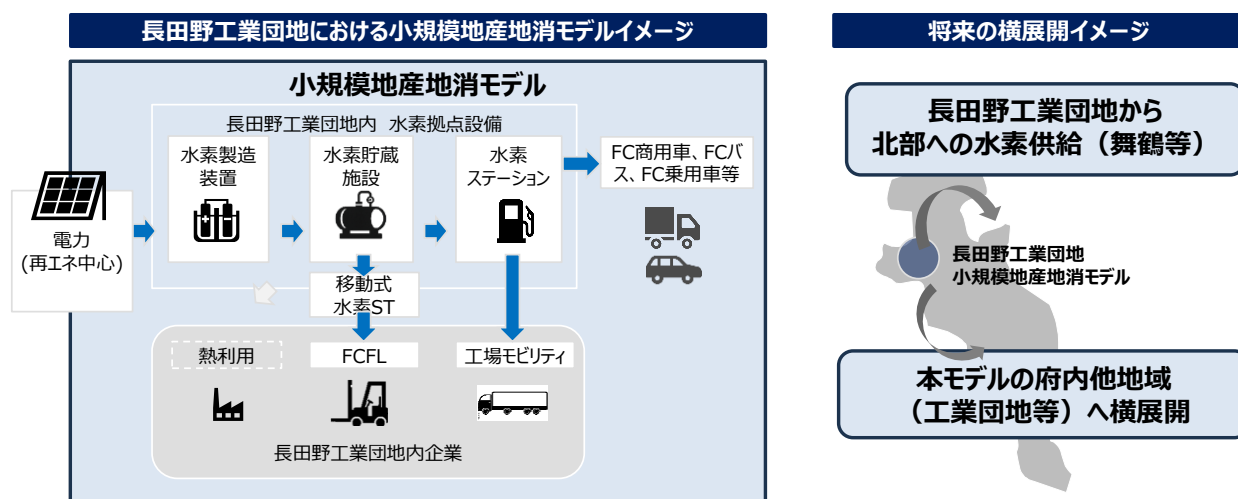 長田野工業団地における小規模地産地消モデルイメージ
将来の横展開イメージ
小規模地産地消モデル
長田野工業団地内 水素拠点設備
水素製造
装置
水素貯蔵
施設
水素
ステーション
FC商用車、FCバ
ス、FC乗用車等
電力
(再エネ中心)
移動式
水素ST
熱利用
FCFL
工場モビリティ
長田野工業団地内企業
長田野工業団地から
北部への水素供給（舞鶴等）
長田野工業団地
小規模地産地消モデル
本モデルの府内他地域
（工業団地等）へ横展開